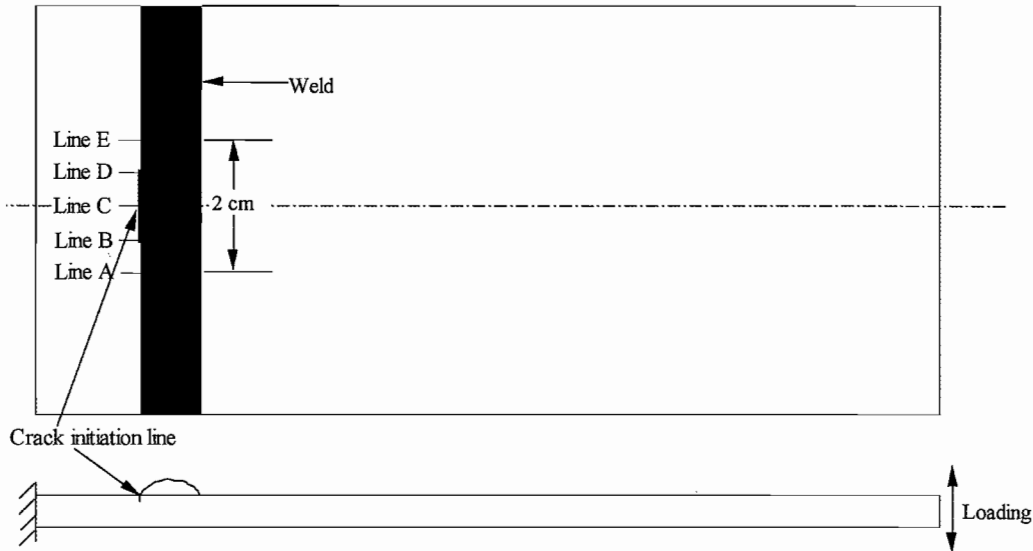 Weld
Line E
Line D
Line C
2 cm
Line B
Line A
Crack initiation line
Loading